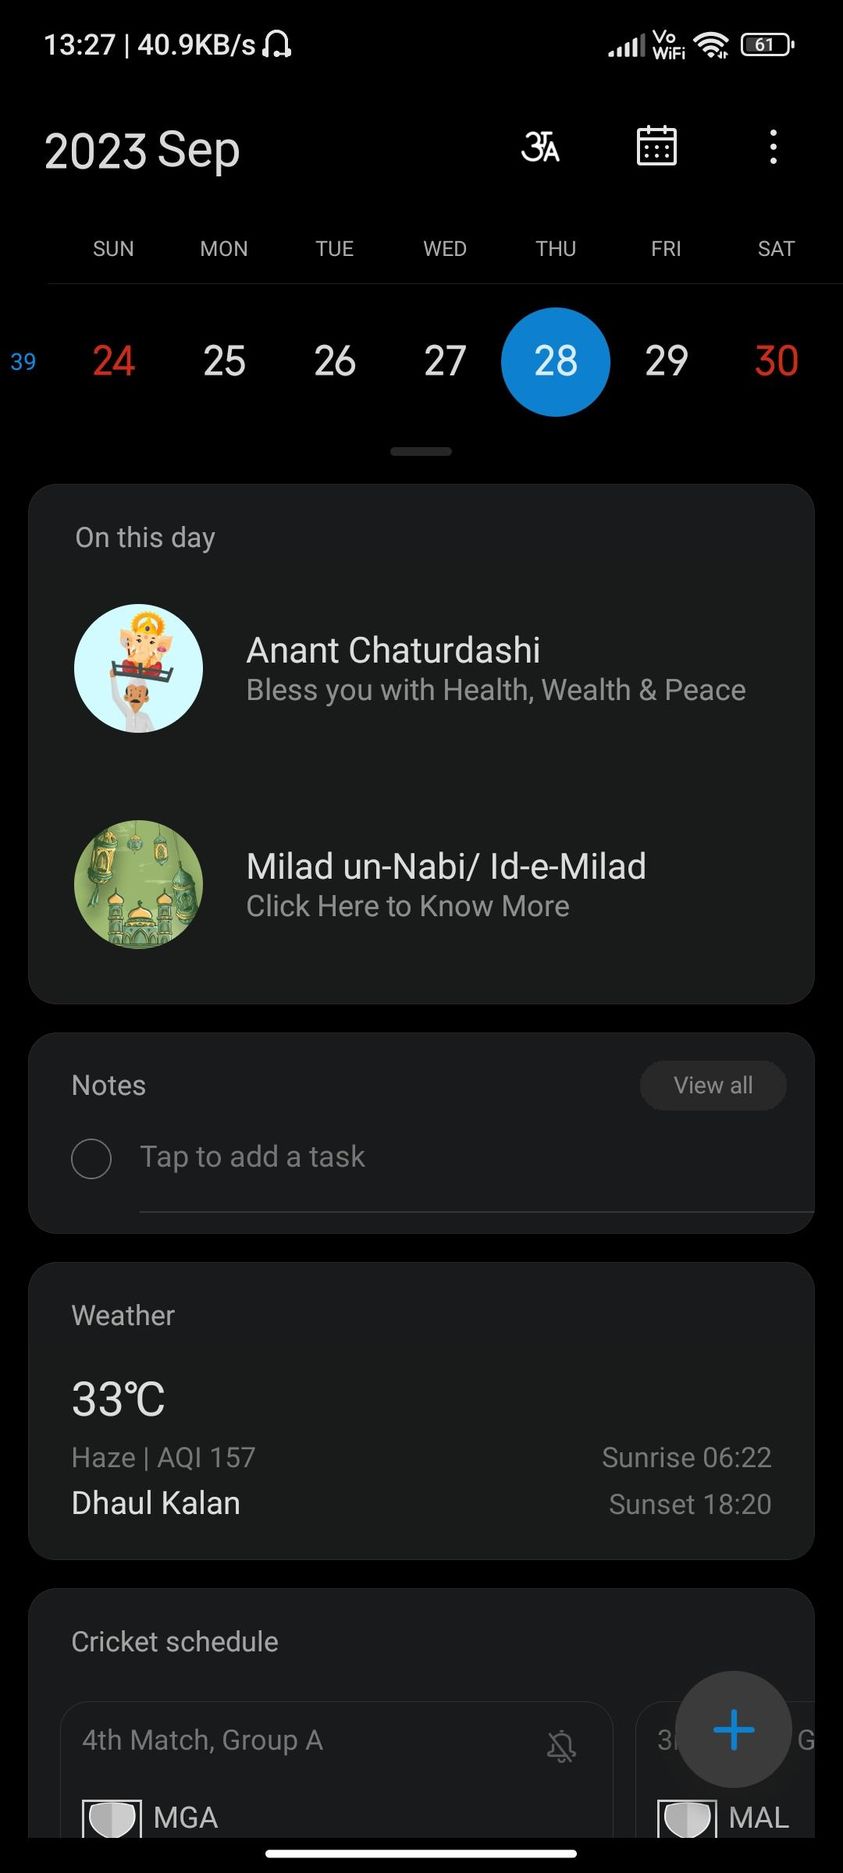 13:27 | 40.9KB/s
Vo
WiFi
61
2023 Sep
अ A
SUN MON TUE WED THU FRI SAT
39 24 25 26 27 28 29 30
On this day
Anant Chaturdashi
Bless you with Health, Wealth & Peace
Milad un-Nabi/ Id-e-Milad
Click Here to Know More
Notes
View all
Tap to add a task
Weather
33℃
Haze | AQI 157
Sunrise 06:22
Dhaul Kalan
Sunset 18:20
Cricket schedule
4th Match, Group A
MGA
MAL